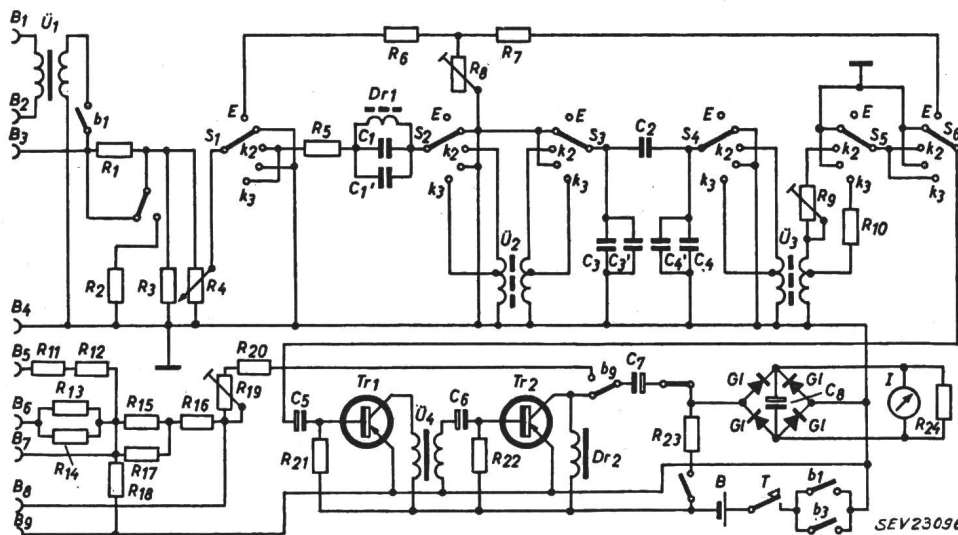 B1 Ü1
R6 R7
R8
B2
Dr1
E E E E E
b1
B3
S1 R5 C1 S2 S3 C2 S4 S5 S6
R1
k2 k2 k2 k2 k2 k2
C1'
k3 k3 k3 k3 k3 k3
R9
R10
Ü2 Ü3
R2 R3 R4
C3 C3' C4' C4
B4
B5 R11 R12
R20
R13
R19
Tr1 Tr2
b9 C7
C5 C6
Gl Gl C8 I
B6
R15 R16
Ü4
Gl Gl
R24
B7
R14 R17
R21 R22 Dr2 R23
R18
B8
B T b1
b3
B9
SEV23096